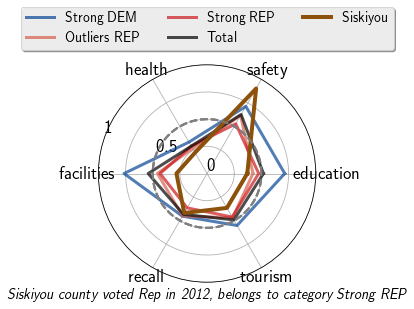 Strong DEM Strong REP Siskiyou
Outliers REP Total
health safety
1
0.5
0
facilities education
recall tourism
Siskiyou county voted Rep in 2012, belongs to category Strong REP